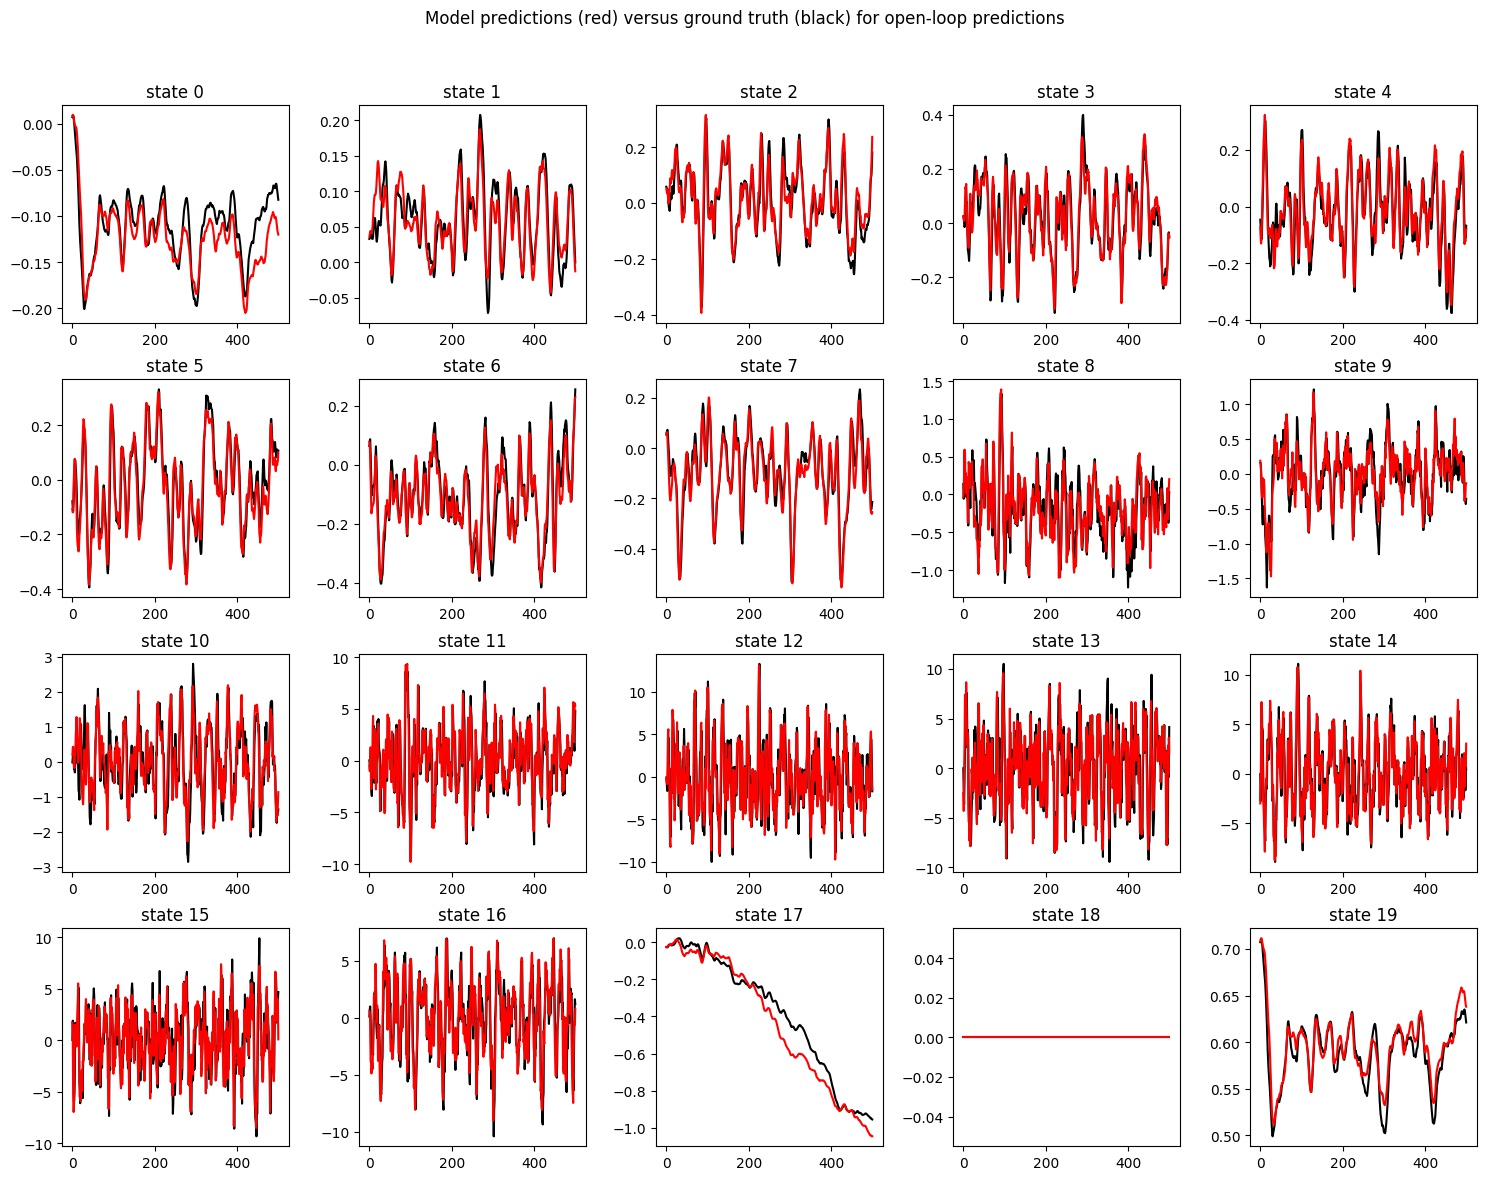 Model predictions (red) versus ground truth (black) for open-loop predictions
state 0 state 1 state 2 state 3 state 4
0.00 −0.05 −0.10 −0.15 −0.20
0.20 0.15 0.10 0.05 0.00 −0.05
0.2 0.0 −0.2 −0.4
0.4 0.2 0.0 −0.2
0.2 0.0 −0.2 −0.4
0 200 400 0 200 400 0 200 400 0 200 400 0 200 400
state 5 state 6 state 7 state 8 state 9
0.2 0.0 −0.2 −0.4
0.2 0.0 −0.2 −0.4
0.2 0.0 −0.2 −0.4
1.5 1.0 0.5 0.0 −0.5 −1.0
1.0 0.5 0.0 −0.5 −1.0 −1.5
0 200 400 0 200 400 0 200 400 0 200 400 0 200 400
state 10 state 11 state 12 state 13 state 14
3 2 1 0 −1 −2 −3
10 5 0 −5 −10
10 5 0 −5 −10
10 5 0 −5 −10
10 5 0 −5
0 200 400 0 200 400 0 200 400 0 200 400 0 200 400
state 15 state 16 state 17 state 18 state 19
10 5 0 −5 −10
5 0 −5 −10
0.0 −0.2 −0.4 −0.6 −0.8 −1.0
0.04 0.02 0.00 −0.02 −0.04
0.70 0.65 0.60 0.55 0.50
0 200 400 0 200 400 0 200 400 0 200 400 0 200 400